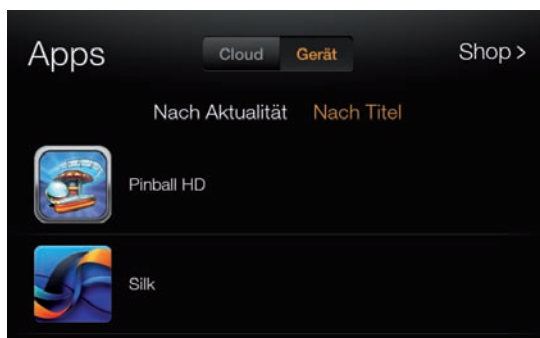 Apps Cloud Gerät Shop >
Nach Aktualität Nach Titel
Pinball HD
Silk